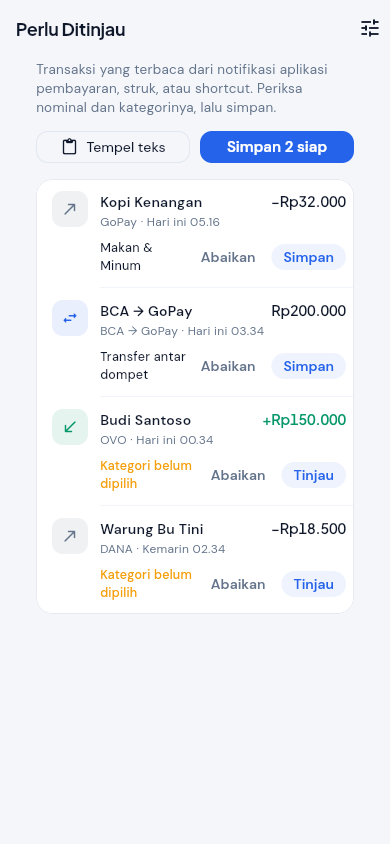 Perlu Ditinjau
Transaksi yang terbaca dari notifikasi aplikasi
pembayaran, struk, atau shortcut. Periksa
nominal dan kategorinya, lalu simpan.
Tempel teks
Simpan 2 siap
Kopi Kenangan
−Rp32.000
GoPay · Hari ini 05.16
Makan &
Minum
Abaikan
Simpan
BCA → GoPay
Rp200.000
BCA → GoPay · Hari ini 03.34
Transfer antar
dompet
Abaikan
Simpan
Budi Santoso
+Rp150.000
OVO · Hari ini 00.34
Kategori belum
dipilih
Abaikan
Tinjau
Warung Bu Tini
−Rp18.500
DANA · Kemarin 02.34
Kategori belum
dipilih
Abaikan
Tinjau